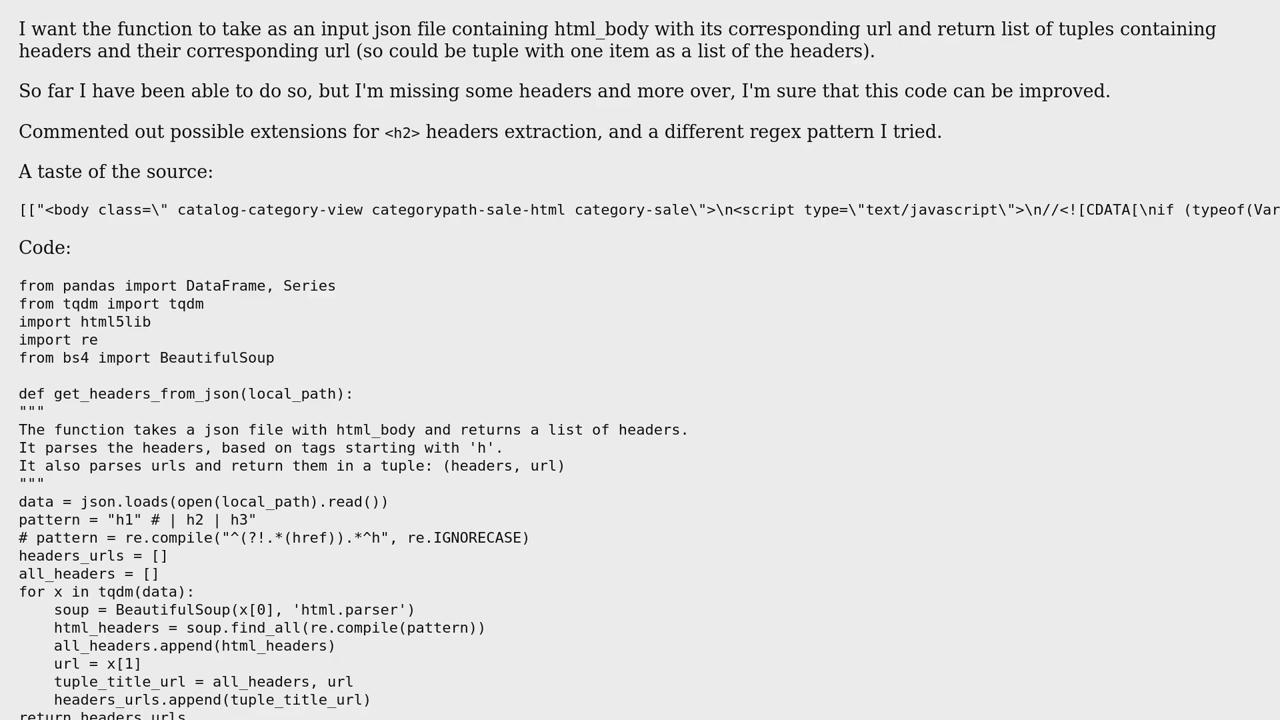 I want the function to take as an input json file containing html_body with its corresponding url and return list of tuples containing
headers and their corresponding url (so could be tuple with one item as a list of the headers).
So far I have been able to do so, but I'm missing some headers and more over, I'm sure that this code can be improved.
Commented out possible extensions for <h2> headers extraction, and a different regex pattern I tried.
A taste of the source:
[["<body class=\" catalog-category-view categorypath-sale-html category-sale\">\n<script type=\"text/javascript\">\n//<![CDATA[\nif (typeof(Var
Code:
from pandas import DataFrame, Series
from tqdm import tqdm
import html5lib
import re
from bs4 import BeautifulSoup
def get_headers_from_json(local_path):
"""
The function takes a json file with html_body and returns a list of headers.
It parses the headers, based on tags starting with 'h'.
It also parses urls and return them in a tuple: (headers, url)
"""
data = json.loads(open(local_path).read())
pattern = "h1" # | h2 | h3"
# pattern = re.compile("^(?!.*(href)).*^h", re.IGNORECASE)
headers_urls = []
all_headers = []
for x in tqdm(data):
    soup = BeautifulSoup(x[0], 'html.parser')
    html_headers = soup.find_all(re.compile(pattern))
    all_headers.append(html_headers)
    url = x[1]
    tuple_title_url = all_headers, url
    headers_urls.append(tuple_title_url)
return headers_urls